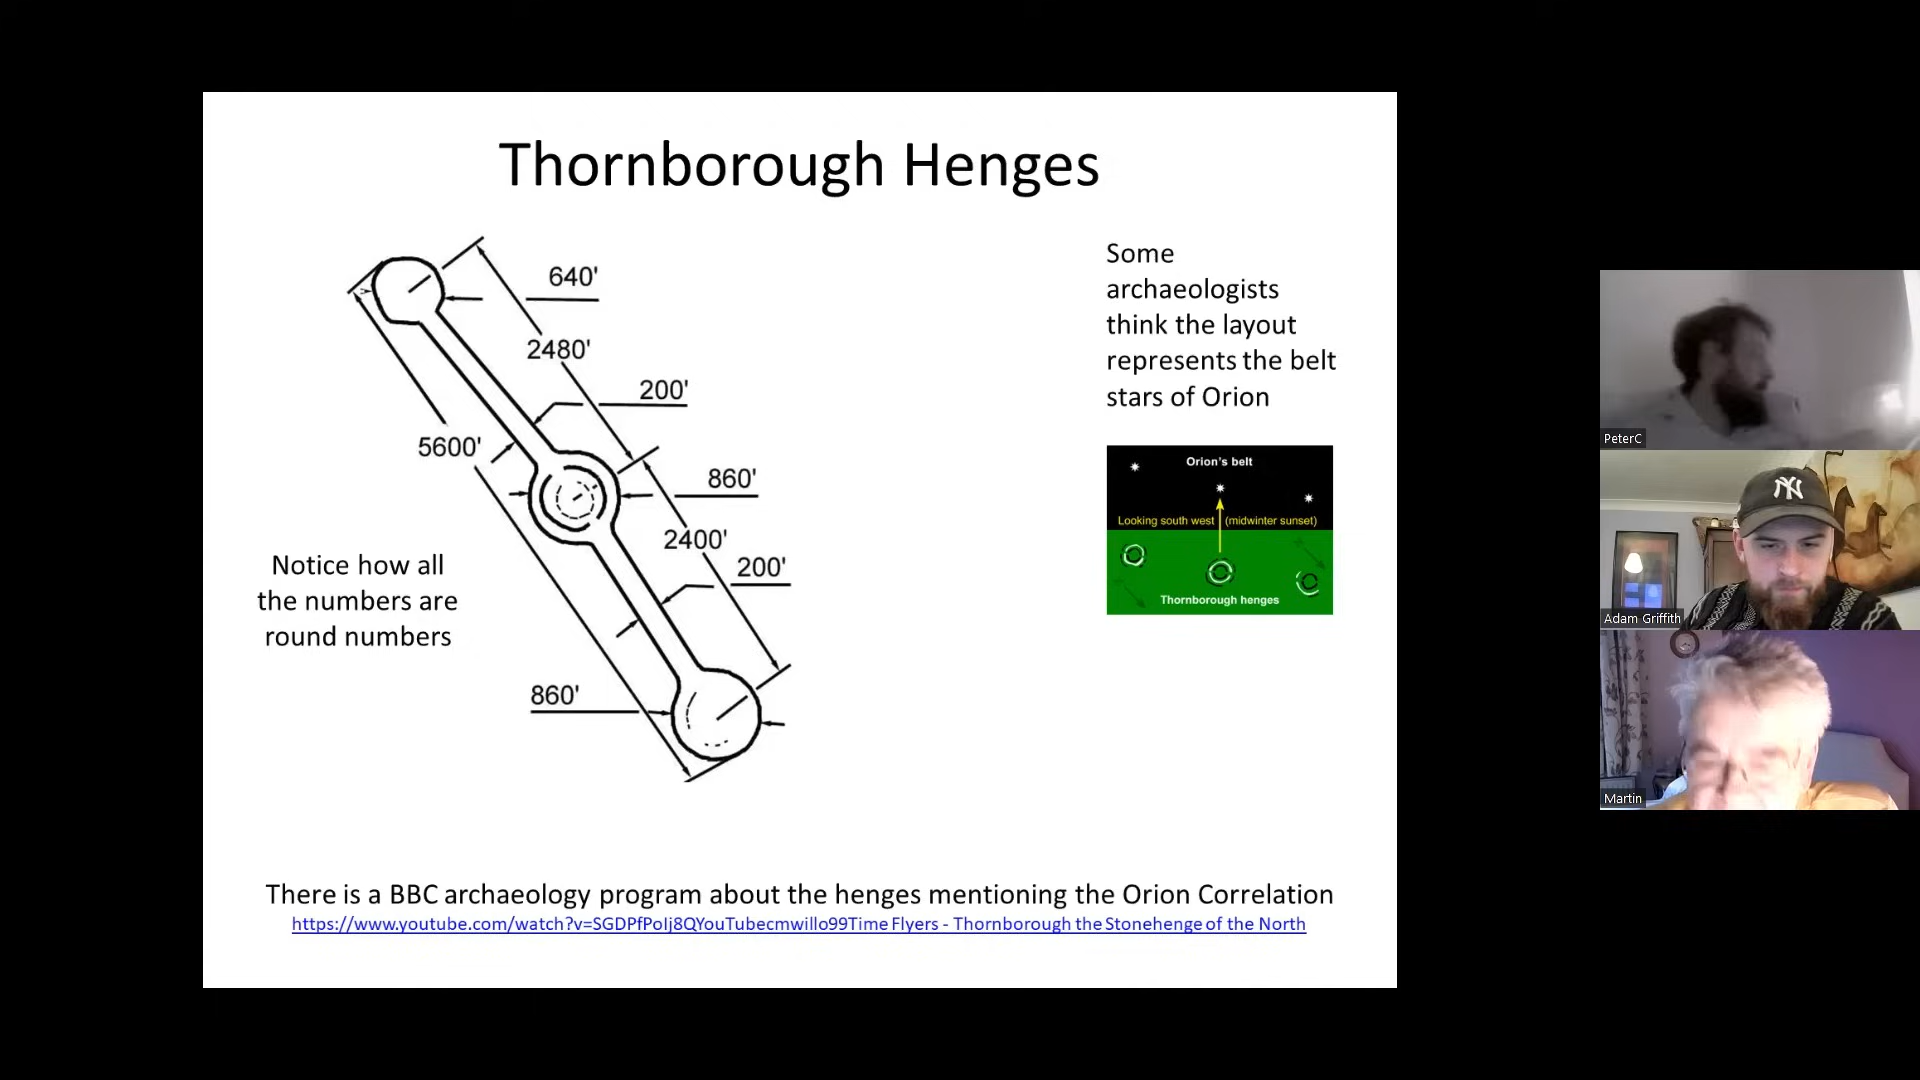 Thornborough Henges
640'
2480'
200'
5600'
860'
2400'
200'
860'
Notice how all
the numbers are
round numbers
Some
archaeologists
think the layout
represents the belt
stars of Orion
Orion's belt
Looking south west (midwinter sunset)
Thornborough henges
There is a BBC archaeology program about the henges mentioning the Orion Correlation
https://www.youtube.com/watch?v=SGDPfPoIj8QYouTubecmwillo99Time Flyers - Thornborough the Stonehenge of the North
PeterC
NY
Adam Griffith
Martin